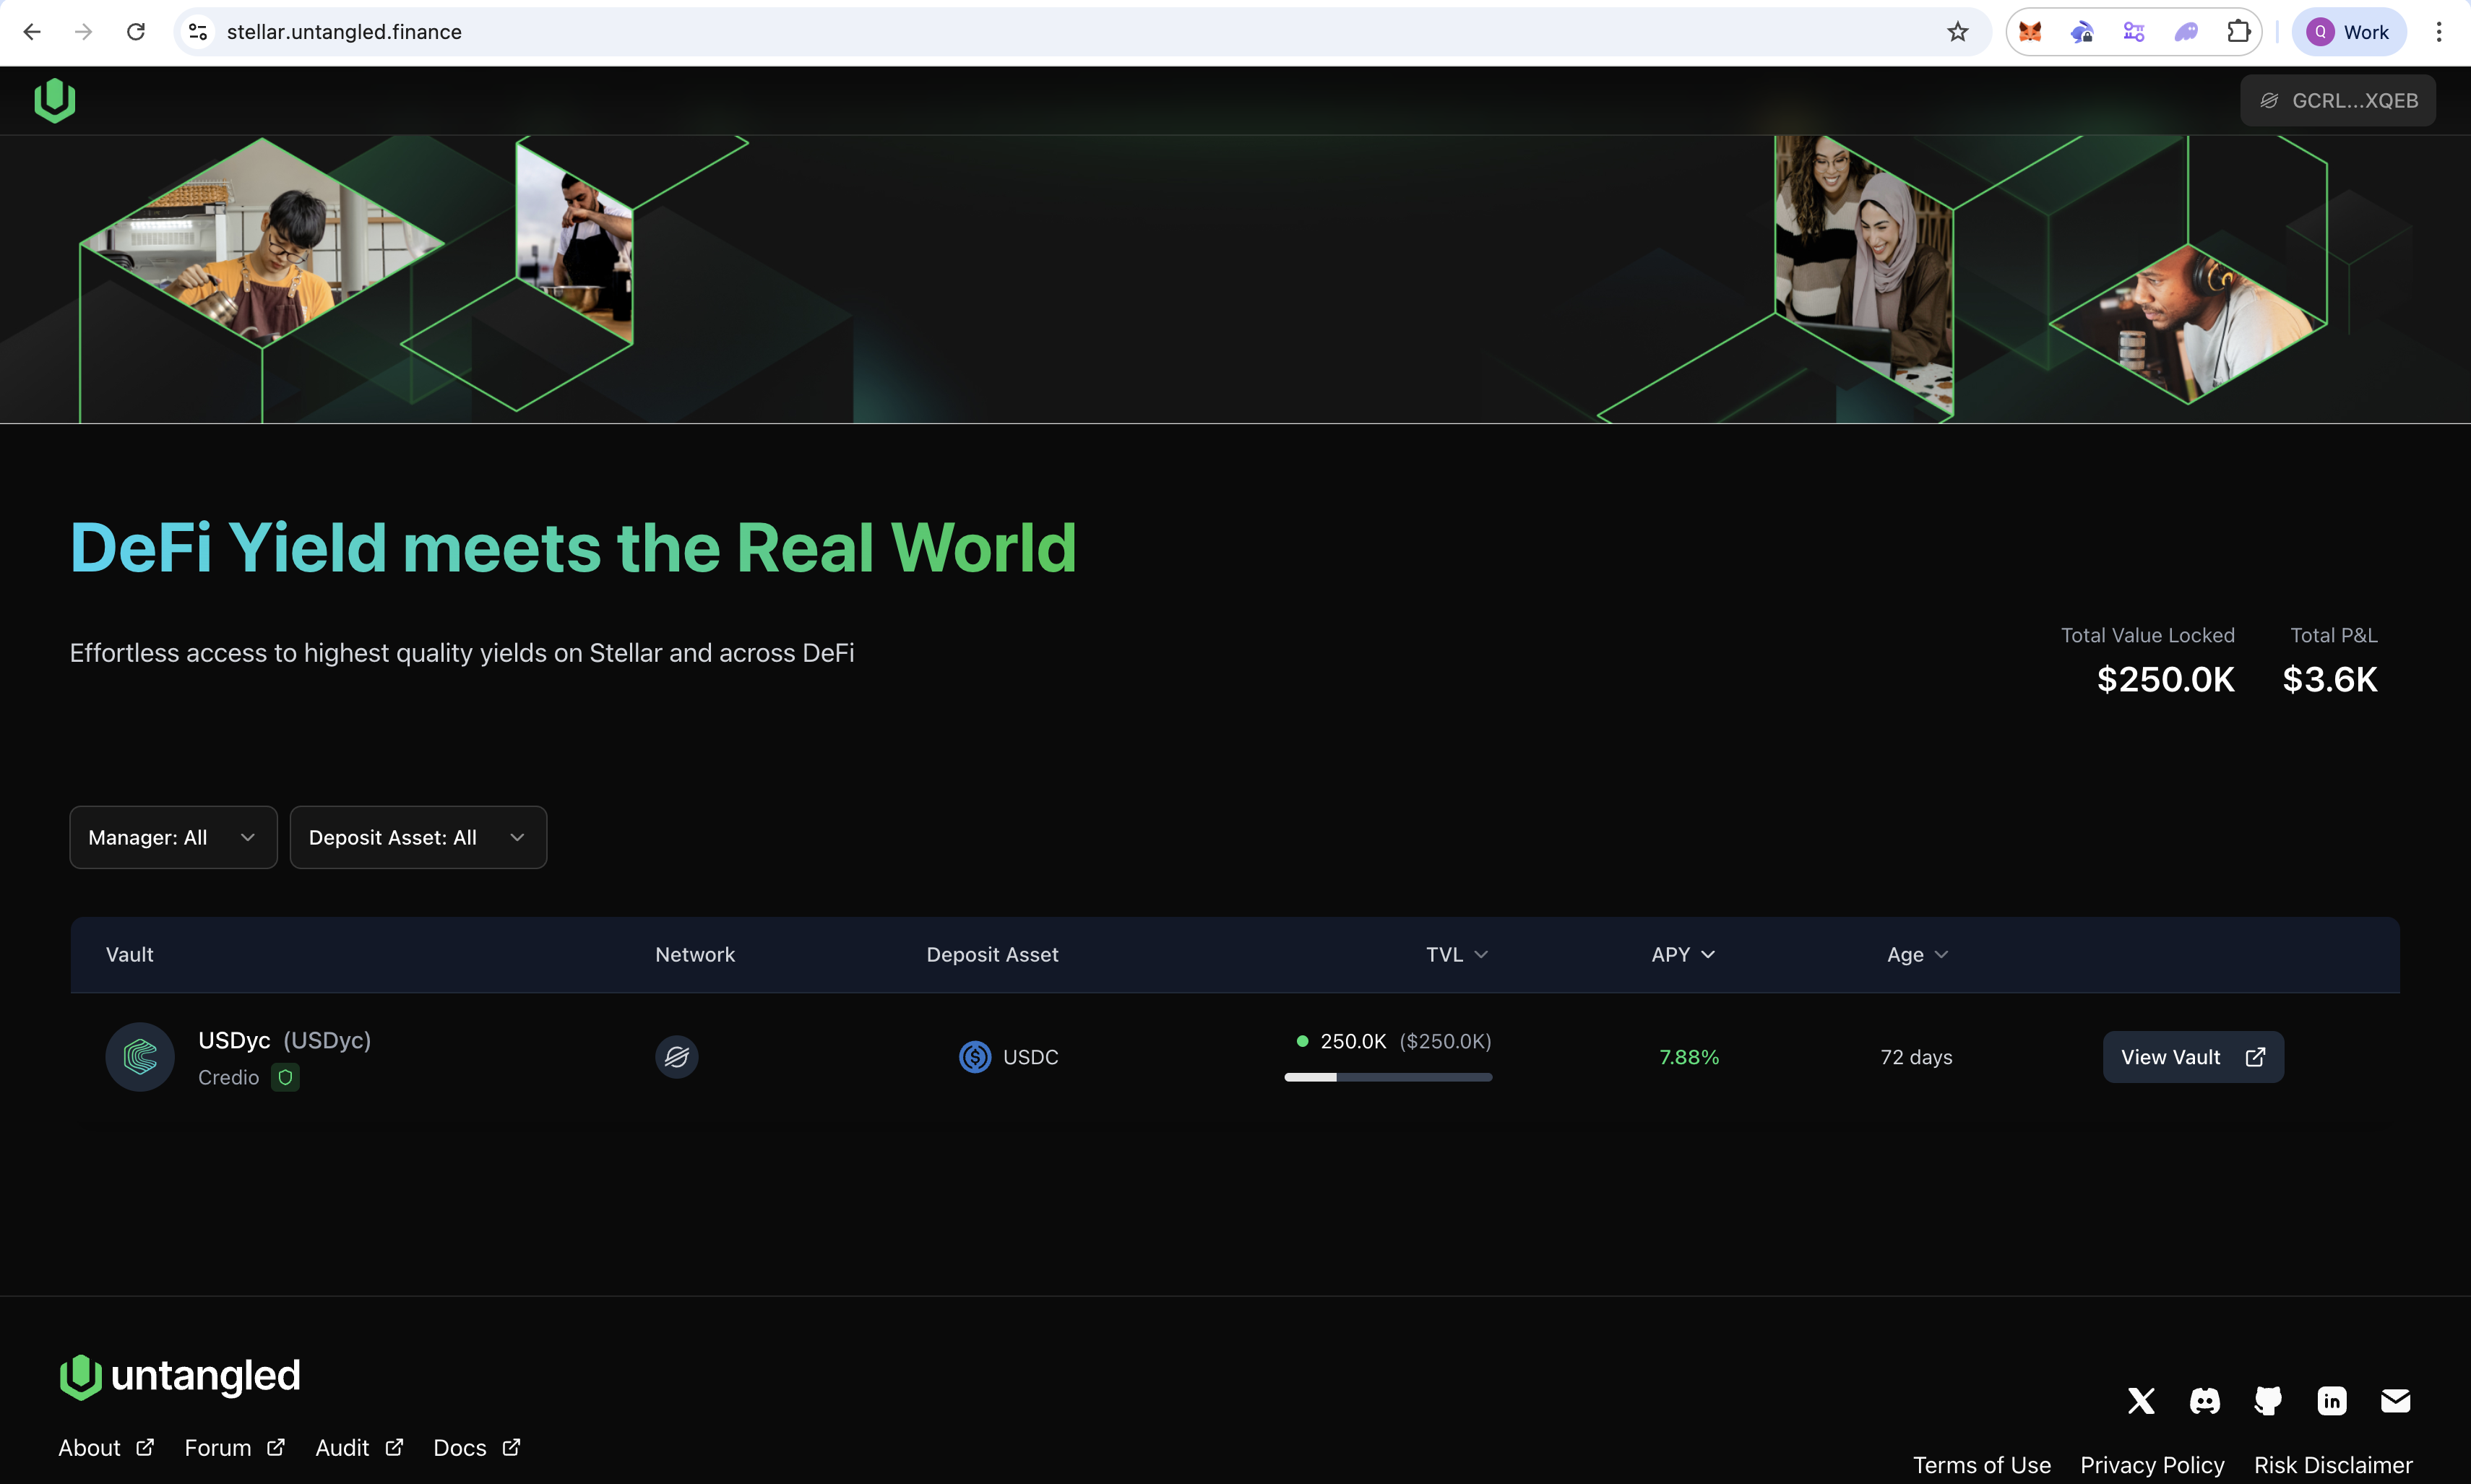 stellar.untangled.finance
Q Work
GCRL...XQEB
DeFi Yield meets the Real World
Effortless access to highest quality yields on Stellar and across DeFi
Total Value Locked Total P&L
$250.0K $3.6K
Manager: All Deposit Asset: All
Vault Network Deposit Asset TVL APY Age
USDyc (USDyc)
Credio
USDC
250.0K ($250.0K)
7.88%
72 days
View Vault
untangled
About Forum Audit Docs
Terms of Use Privacy Policy Risk Disclaimer